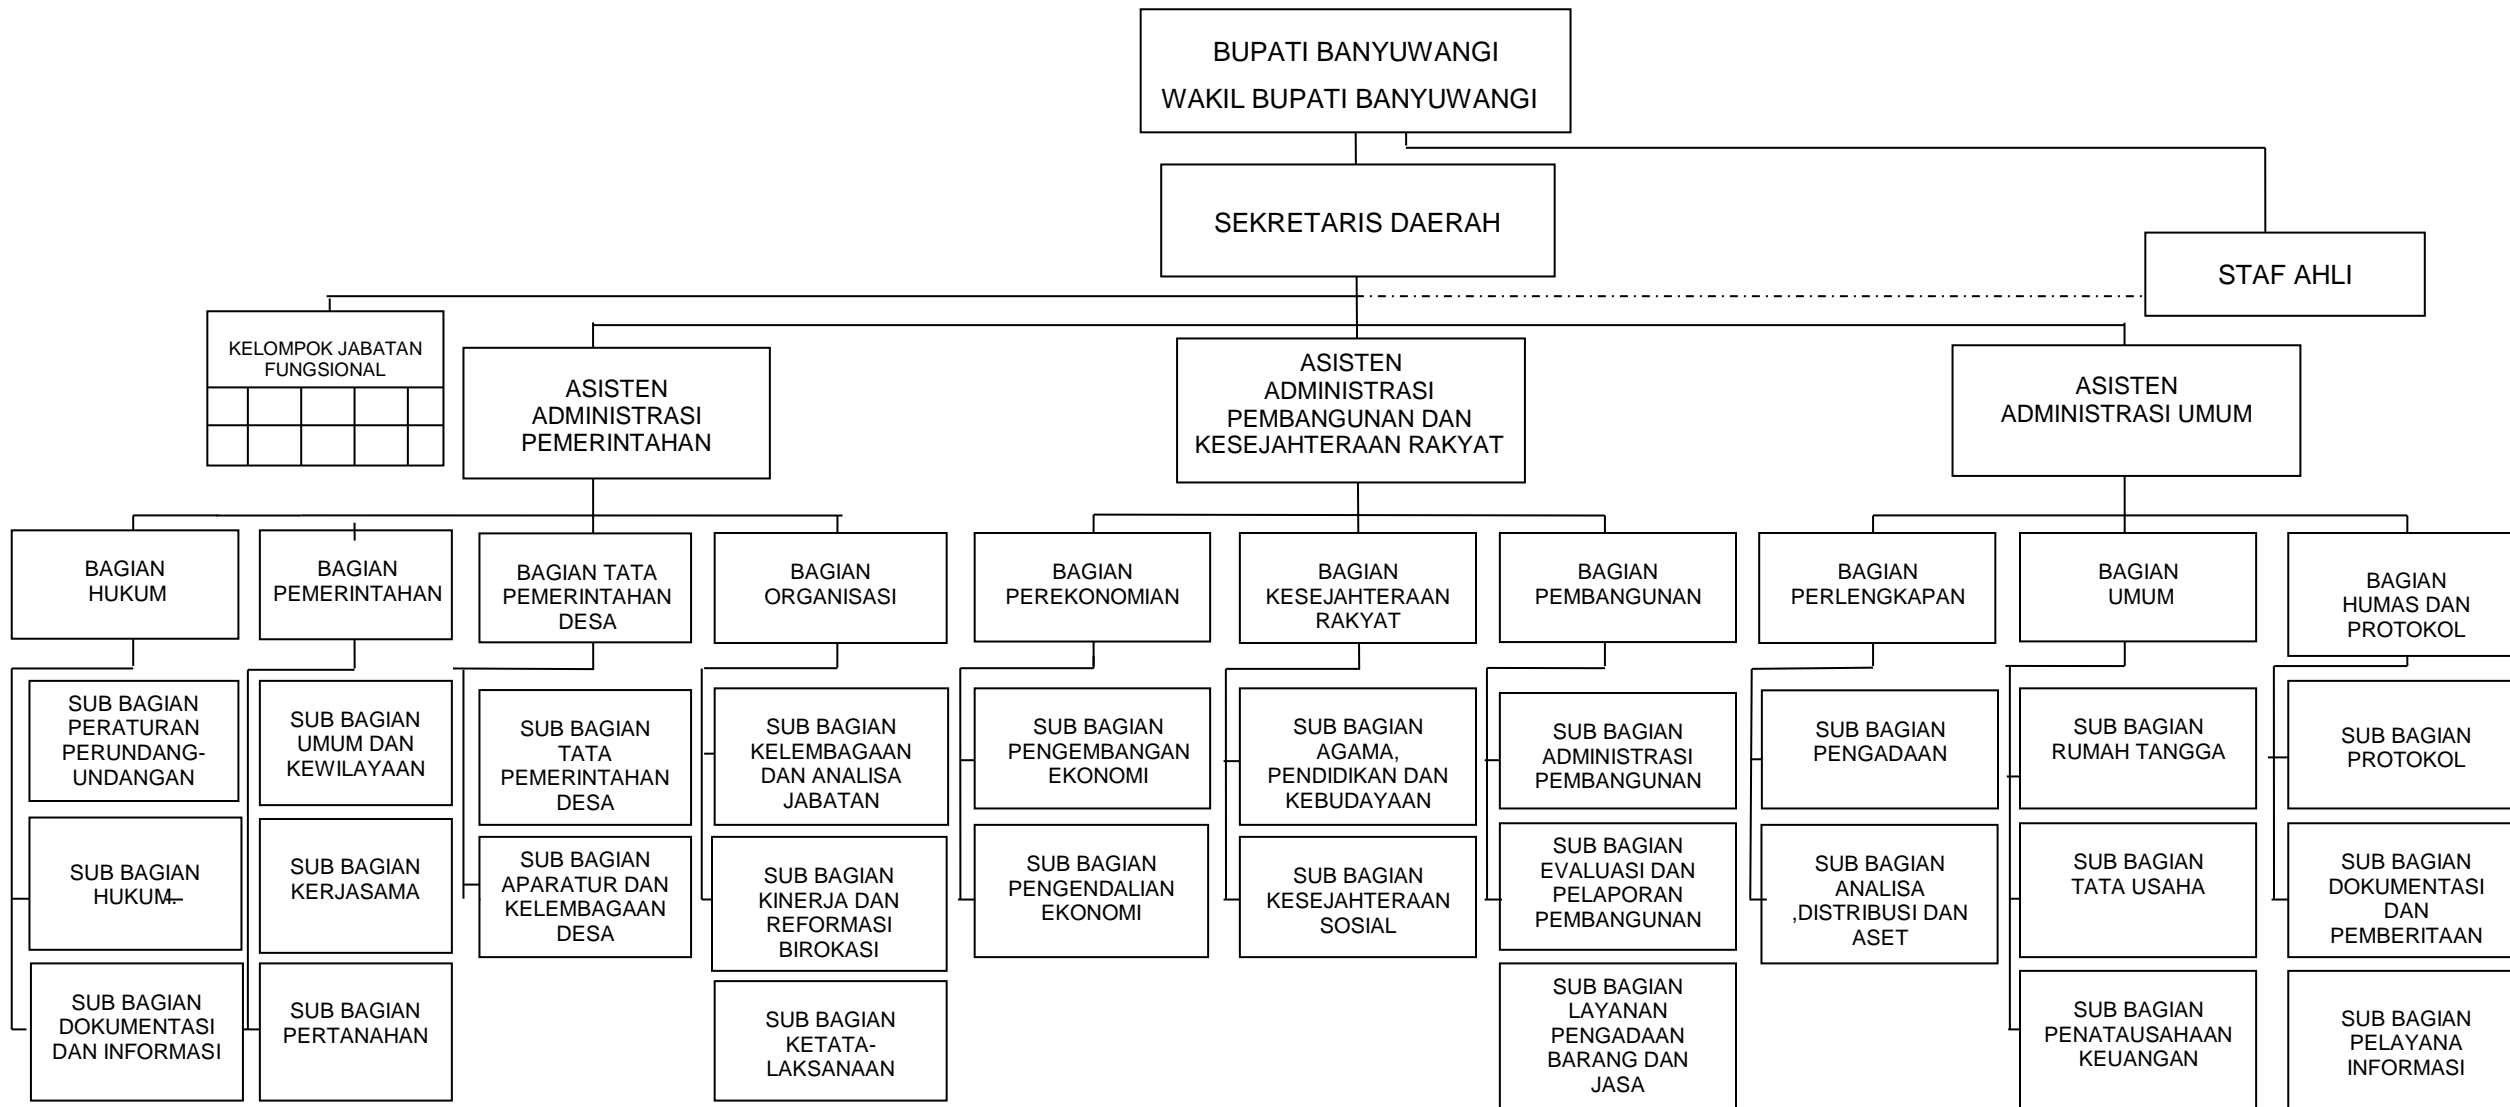 BUPATI BANYUWANGI
WAKIL BUPATI BANYUWANGI
SEKRETARIS DAERAH
STAF AHLI
KELOMPOK JABATAN
FUNGSIONAL
ASISTEN
ADMINISTRASI
PEMERINTAHAN
ASISTEN
ADMINISTRASI
PEMBANGUNAN DAN
KESEJAHTERAAN RAKYAT
ASISTEN
ADMINISTRASI UMUM
BAGIAN
HUKUM
BAGIAN
PEMERINTAHAN
BAGIAN TATA
PEMERINTAHAN
DESA
BAGIAN
ORGANISASI
BAGIAN
PEREKONOMIAN
BAGIAN
KESEJAHTERAAN
RAKYAT
BAGIAN
PEMBANGUNAN
BAGIAN
PERLENGKAPAN
BAGIAN
UMUM
BAGIAN
HUMAS DAN
PROTOKOL
SUB BAGIAN
PERATURAN
PERUNDANG-
UNDANGAN
SUB BAGIAN
UMUM DAN
KEWILAYAAN
SUB BAGIAN
TATA
PEMERINTAHAN
DESA
SUB BAGIAN
KELEMBAGAAN
DAN ANALISA
JABATAN
SUB BAGIAN
PENGEMBANGAN
EKONOMI
SUB BAGIAN
AGAMA,
PENDIDIKAN DAN
KEBUDAYAAN
SUB BAGIAN
ADMINISTRASI
PEMBANGUNAN
SUB BAGIAN
PENGADAAN
SUB BAGIAN
RUMAH TANGGA
SUB BAGIAN
PROTOKOL
SUB BAGIAN
HUKUM.
SUB BAGIAN
KERJASAMA
SUB BAGIAN
APARATUR DAN
KELEMBAGAAN
DESA
SUB BAGIAN
KINERJA DAN
REFORMASI
BIROKASI
SUB BAGIAN
PENGENDALIAN
EKONOMI
SUB BAGIAN
KESEJAHTERAAN
SOSIAL
SUB BAGIAN
EVALUASI DAN
PELAPORAN
PEMBANGUNAN
SUB BAGIAN
ANALISA
,DISTRIBUSI DAN
ASET
SUB BAGIAN
TATA USAHA
SUB BAGIAN
DOKUMENTASI
DAN
PEMBERITAAN
SUB BAGIAN
DOKUMENTASI
DAN INFORMASI
SUB BAGIAN
PERTANAHAN
SUB BAGIAN
KETATA-
LAKSANAAN
SUB BAGIAN
LAYANAN
PENGADAAN
BARANG DAN
JASA
SUB BAGIAN
PENATAUSAHAAN
KEUANGAN
SUB BAGIAN
PELAYANA
INFORMASI